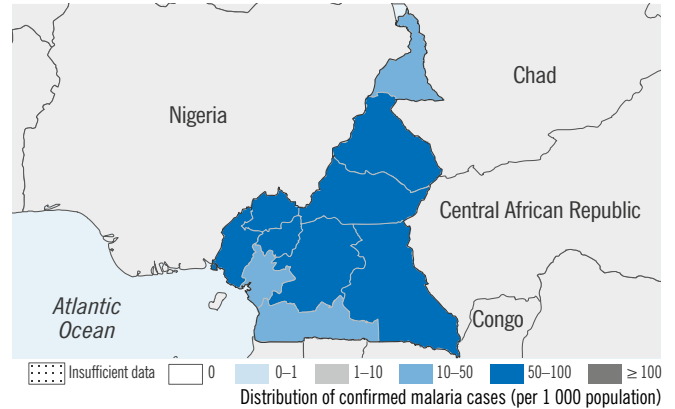 Chad
Nigeria
Central African Republic
Atlantic
Ocean
Congo
Insufficient data 0 0–1 1–10 10–50 50–100 ≥ 100
Distribution of confirmed malaria cases (per 1 000 population)